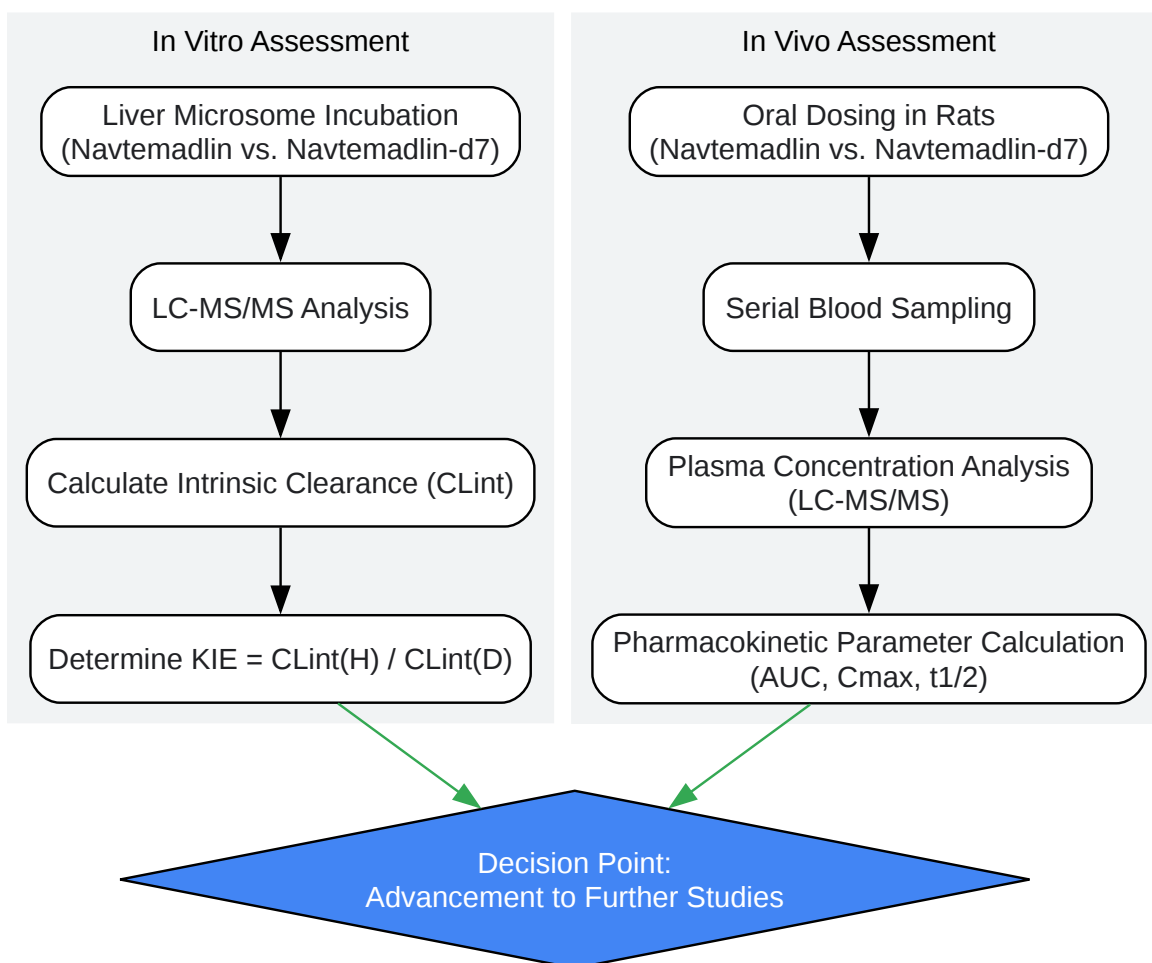 In Vitro Assessment
Liver Microsome Incubation
(Navtemadlin vs. Navtemadlin-d7)
LC-MS/MS Analysis
Calculate Intrinsic Clearance (CLint)
Determine KIE = CLint(H) / CLint(D)
In Vivo Assessment
Oral Dosing in Rats
(Navtemadlin vs. Navtemadlin-d7)
Serial Blood Sampling
Plasma Concentration Analysis
(LC-MS/MS)
Pharmacokinetic Parameter Calculation
(AUC, Cmax, t1/2)
Decision Point:
Advancement to Further Studies